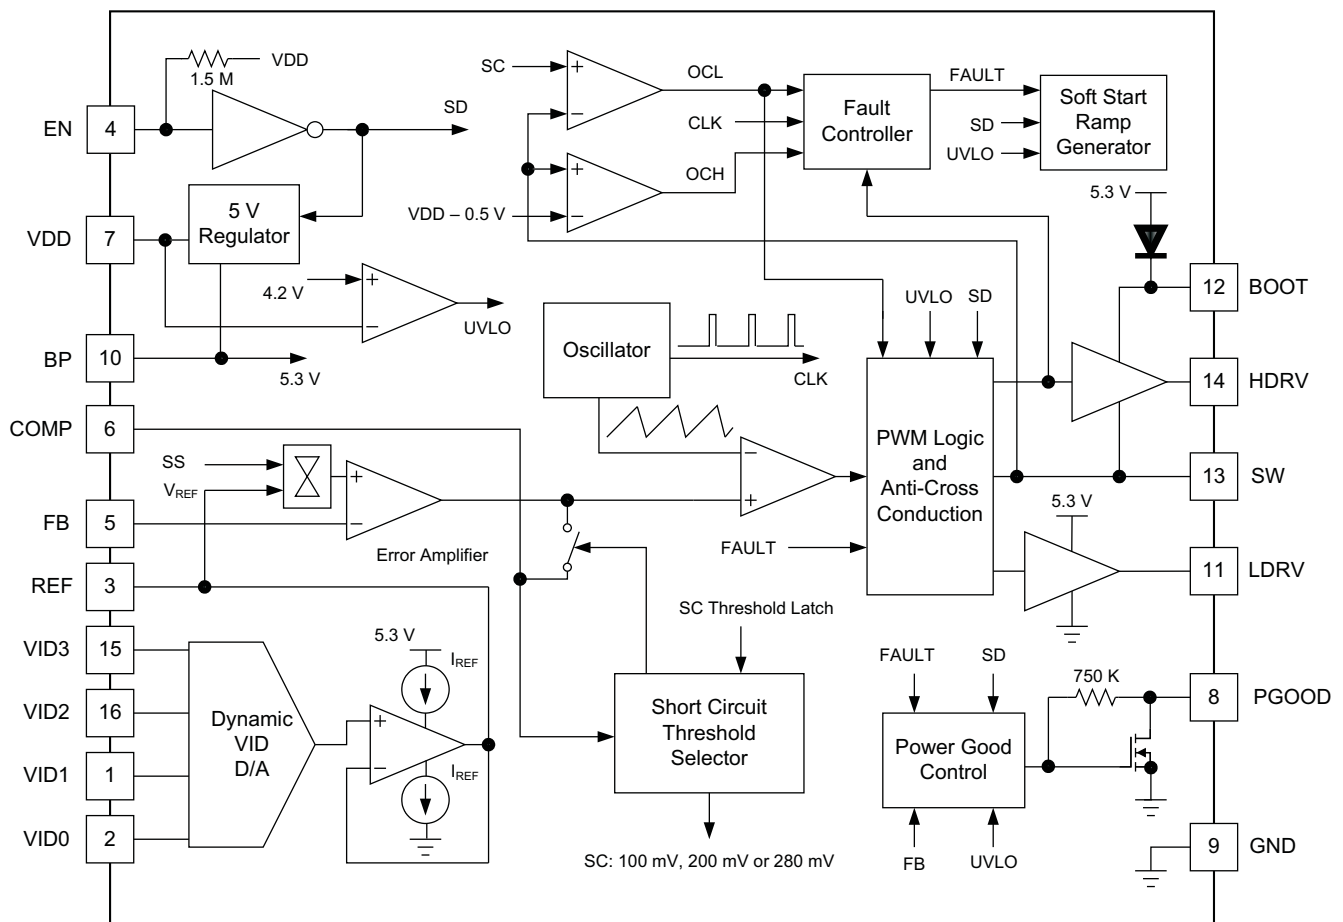 VDD
1.5 M
EN
4
SD
SC
+
−
OCL
CLK
Fault
Controller
FAULT
SD
UVLO
Soft Start
Ramp
Generator
+
−
OCH
VDD – 0.5 V
5 V
Regulator
VDD
7
4.2 V
+
−
UVLO
5.3 V
12
BOOT
BP
10
5.3 V
Oscillator
CLK
UVLO
SD
14
HDRV
COMP
6
SS
VREF
+
−
Error Amplifier
−
+
PWM Logic
and
Anti-Cross
Conduction
13
SW
FB
5
FAULT
5.3 V
11
LDRV
REF
3
SC Threshold Latch
VID3
15
VID2
16
VID1
1
VID0
2
Dynamic
VID
D/A
5.3 V
IREF
+
−
IREF
Short Circuit
Threshold
Selector
SC: 100 mV, 200 mV or 280 mV
FAULT
SD
Power Good
Control
FB
UVLO
750 K
8
PGOOD
9
GND